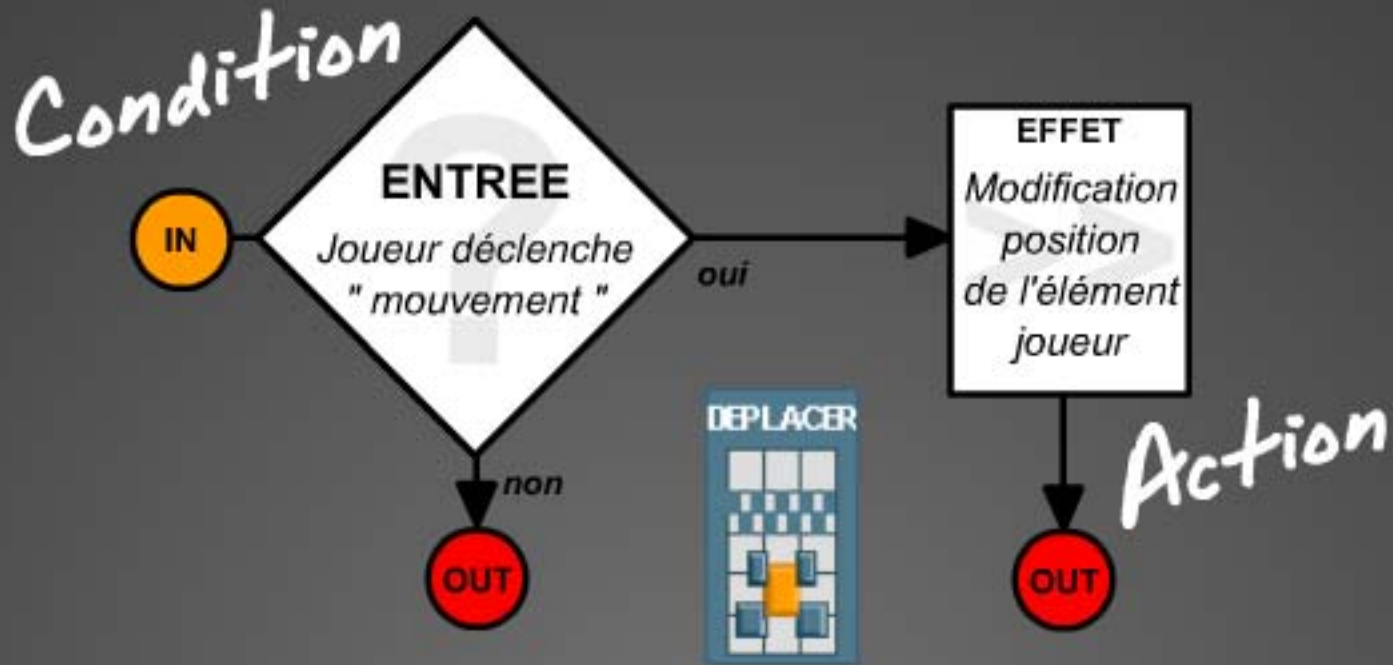 Condition
IN
ENTREE
Joueur déclenche
" mouvement "
oui
non
OUT
EFFET
Modification
position
de l'élément
joueur
Action
OUT
DEPLACER